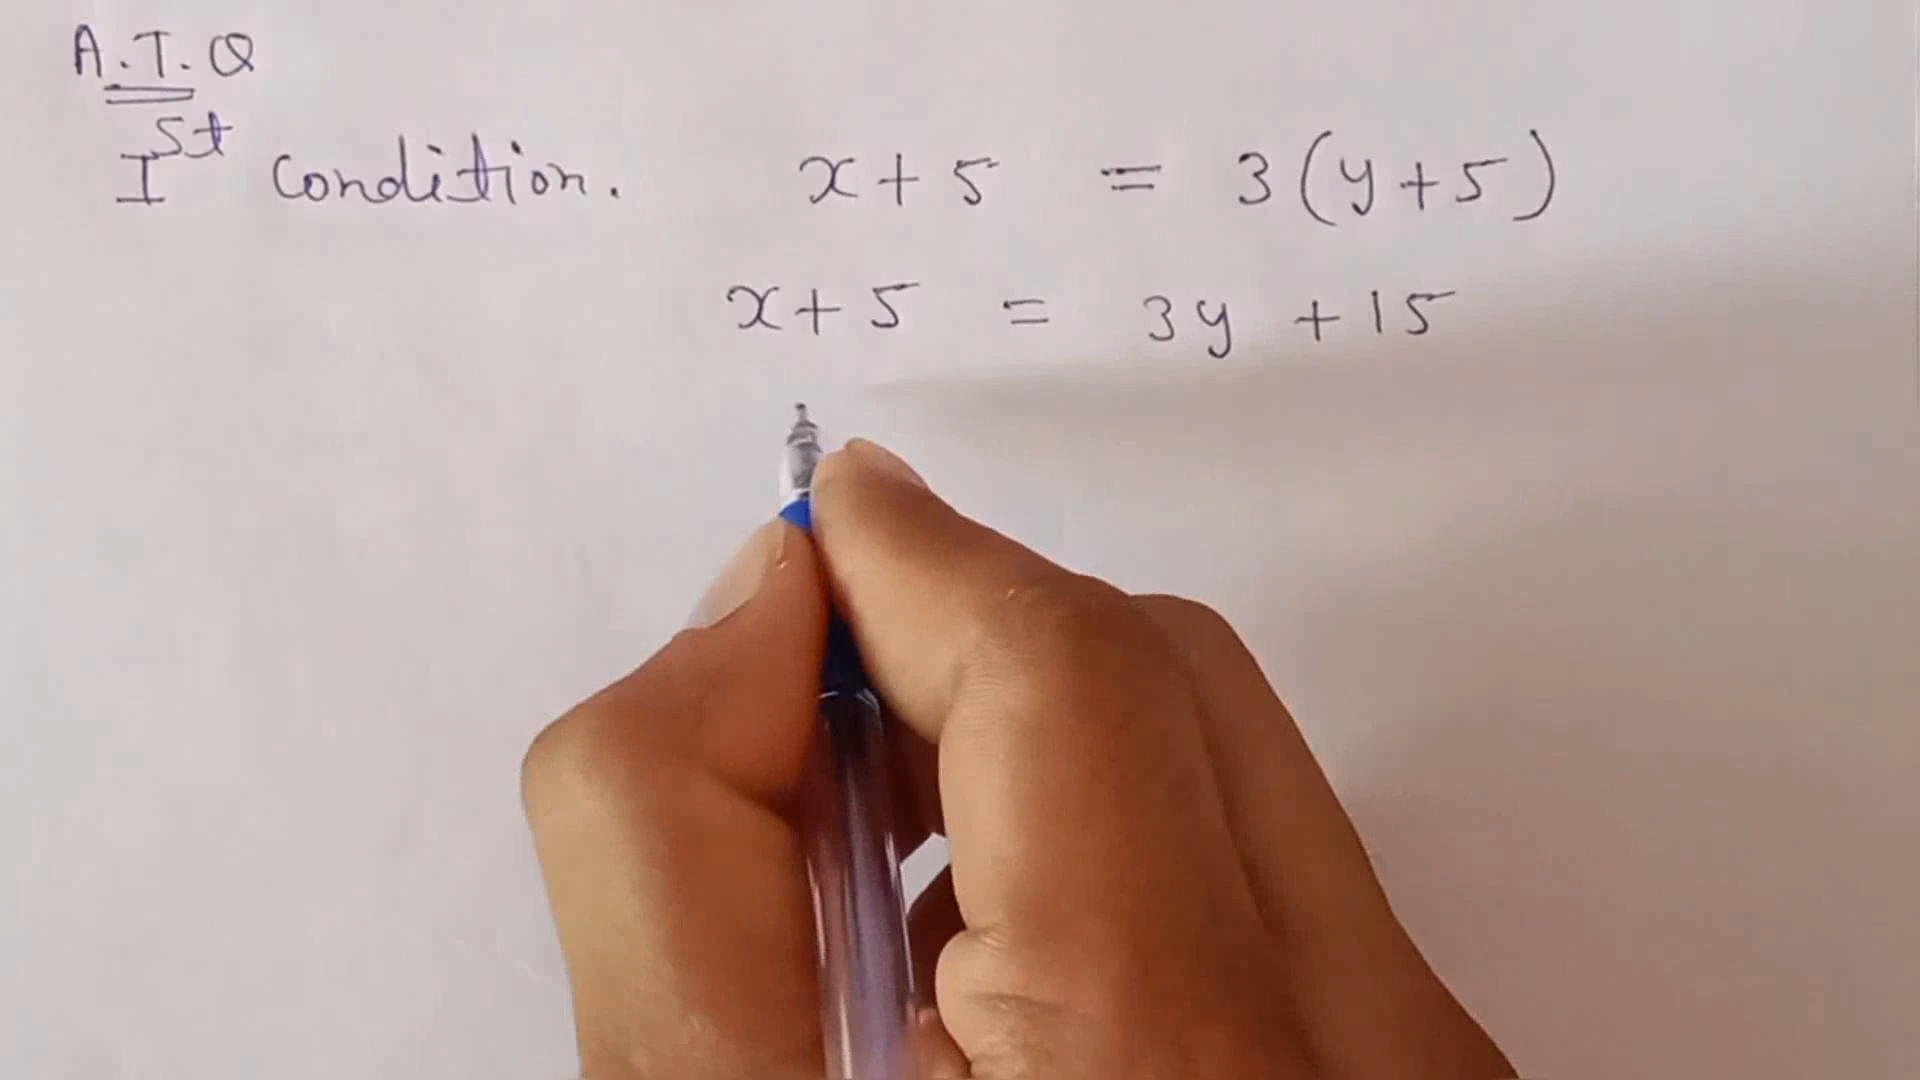 A.T.Q
Ist condition. x+5 = 3(y+5)
x+5 = 3y +15